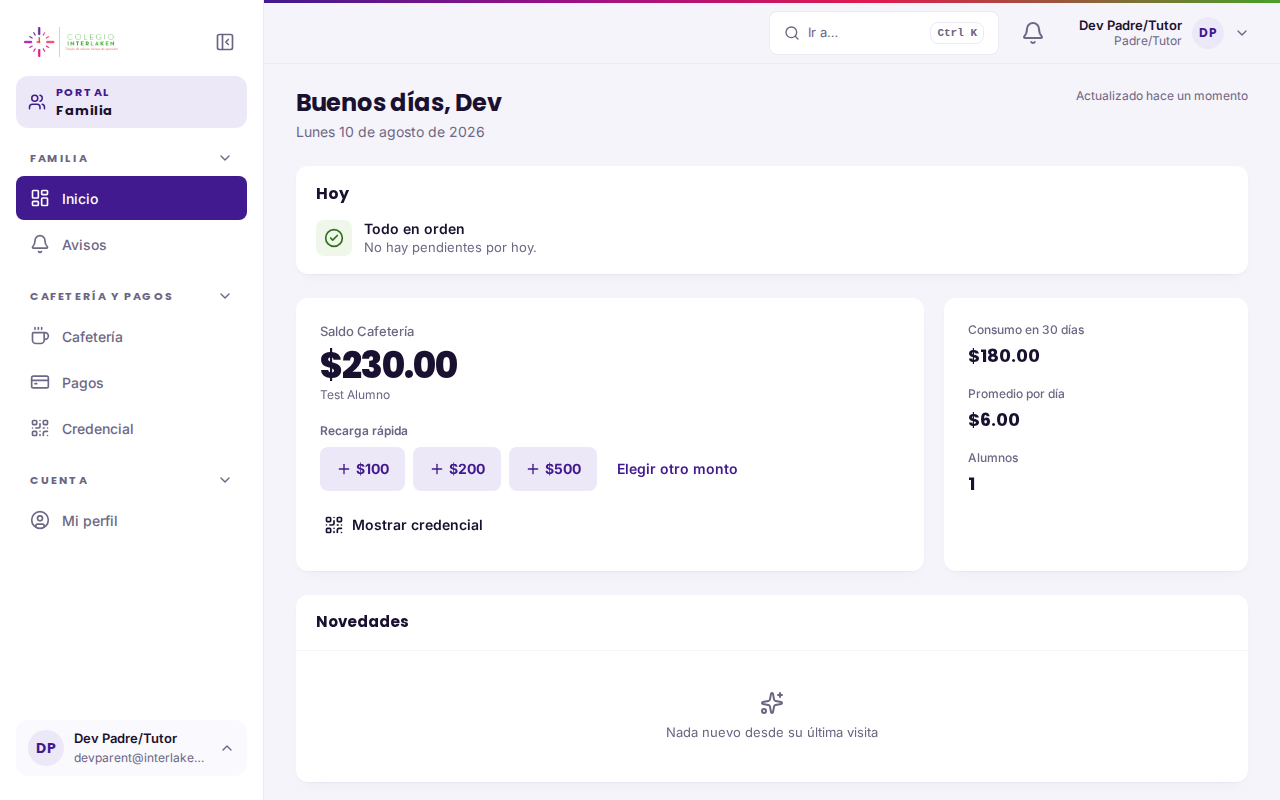 COLEGIO
INTERLAKEN
PORTAL
Familia
FAMILIA
Inicio
Avisos
CAFETERÍA Y PAGOS
Cafetería
Pagos
Credencial
CUENTA
Mi perfil
DP
Dev Padre/Tutor
devparent@interlake...
Ir a...
Ctrl K
Dev Padre/Tutor
Padre/Tutor
DP
Buenos días, Dev
Lunes 10 de agosto de 2026
Actualizado hace un momento
Hoy
Todo en orden
No hay pendientes por hoy.
Saldo Cafetería
$230.00
Test Alumno
Recarga rápida
+ $100
+ $200
+ $500
Elegir otro monto
Mostrar credencial
Consumo en 30 días
$180.00
Promedio por día
$6.00
Alumnos
1
Novedades
Nada nuevo desde su última visita